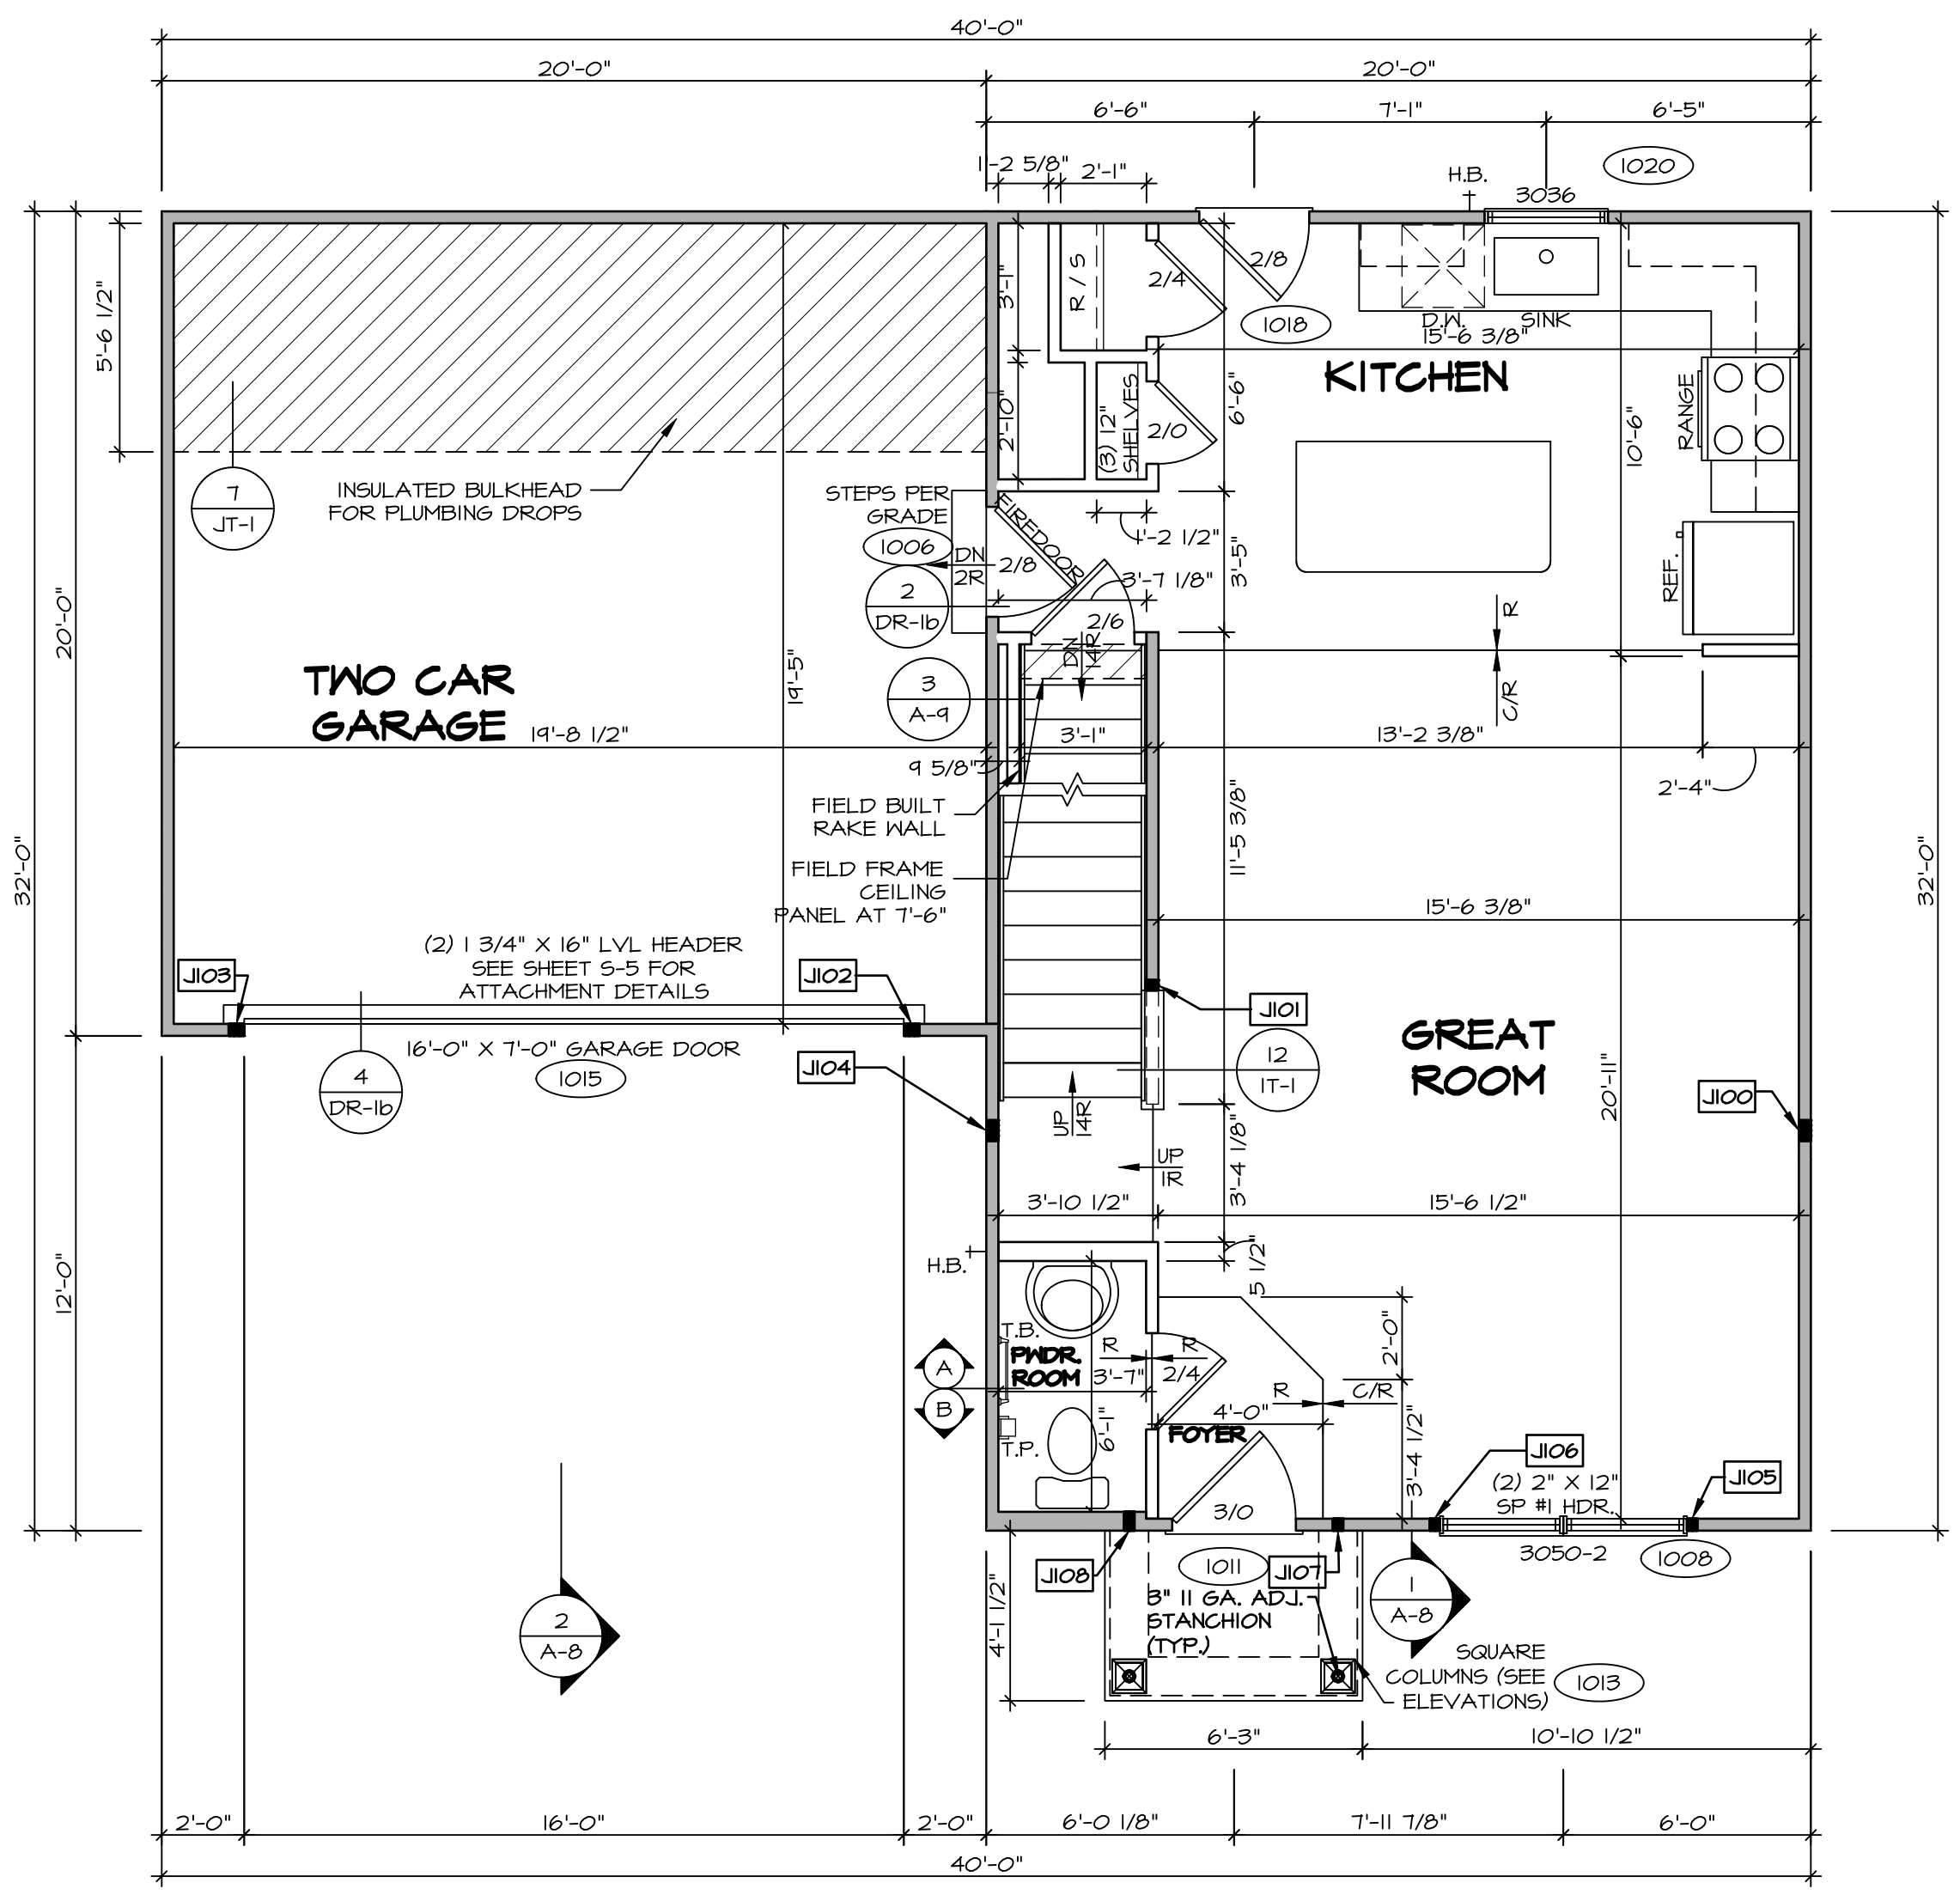 40'-0"
20'-0"
20'-0"
6'-6"
7'-1"
6'-5"
1'-2 5/8"
2'-1"
H.B.
1020
3036
5'-6 1/2"
3'-1"
R / S
2/4
2/8
1018
D.W.
SINK
15'-6 3/8"
KITCHEN
RANGE
2'-10"
(3) 12"
SHELVES
2/0
6'-6"
10'-6"
7
JT-1
INSULATED BULKHEAD
FOR PLUMBING DROPS
STEPS PER
GRADE
1006
DN
2R
2/8
FIREDOOR
1'-2 1/2"
3'-7 1/8"
3'-5"
2
DR-1b
2/6
REF.
R
C/R
20'-0"
32'-0"
32'-0"
TWO CAR
GARAGE
19'-5"
19'-8 1/2"
3
A-9
DN
14R
3'-1"
13'-2 3/8"
2'-4"
9 5/8"
FIELD BUILT
RAKE WALL
FIELD FRAME
CEILING
PANEL AT 7'-6"
11'-5 3/8"
15'-6 3/8"
(2) 1 3/4" X 16" LVL HEADER
SEE SHEET S-5 FOR
ATTACHMENT DETAILS
J103
J102
J101
GREAT
ROOM
16'-0" X 7'-0" GARAGE DOOR
1015
4
DR-1b
J104
12
1T-1
J100
20'-11"
UP
14R
UP
1R
3'-4 1/8"
3'-10 1/2"
15'-6 1/2"
12'-0"
H.B.
5 1/2"
T.B.
PWDR.
ROOM
R
R
3'-7"
2/4
2'-0"
A
B
R
C/R
4'-0"
FOYER
6'-1"
T.P.
3'-4 1/2"
J106
(2) 2" X 12"
SP #1 HDR.
J105
3/0
3050-2
1008
J108
1011
J107
1
A-8
3" 11 GA. ADJ.
STANCHION
(TYP.)
4'-1 1/2"
2
A-8
SQUARE
COLUMNS (SEE
ELEVATIONS)
1013
6'-3"
10'-10 1/2"
2'-0"
16'-0"
2'-0"
6'-0 1/8"
7'-11 7/8"
6'-0"
40'-0"